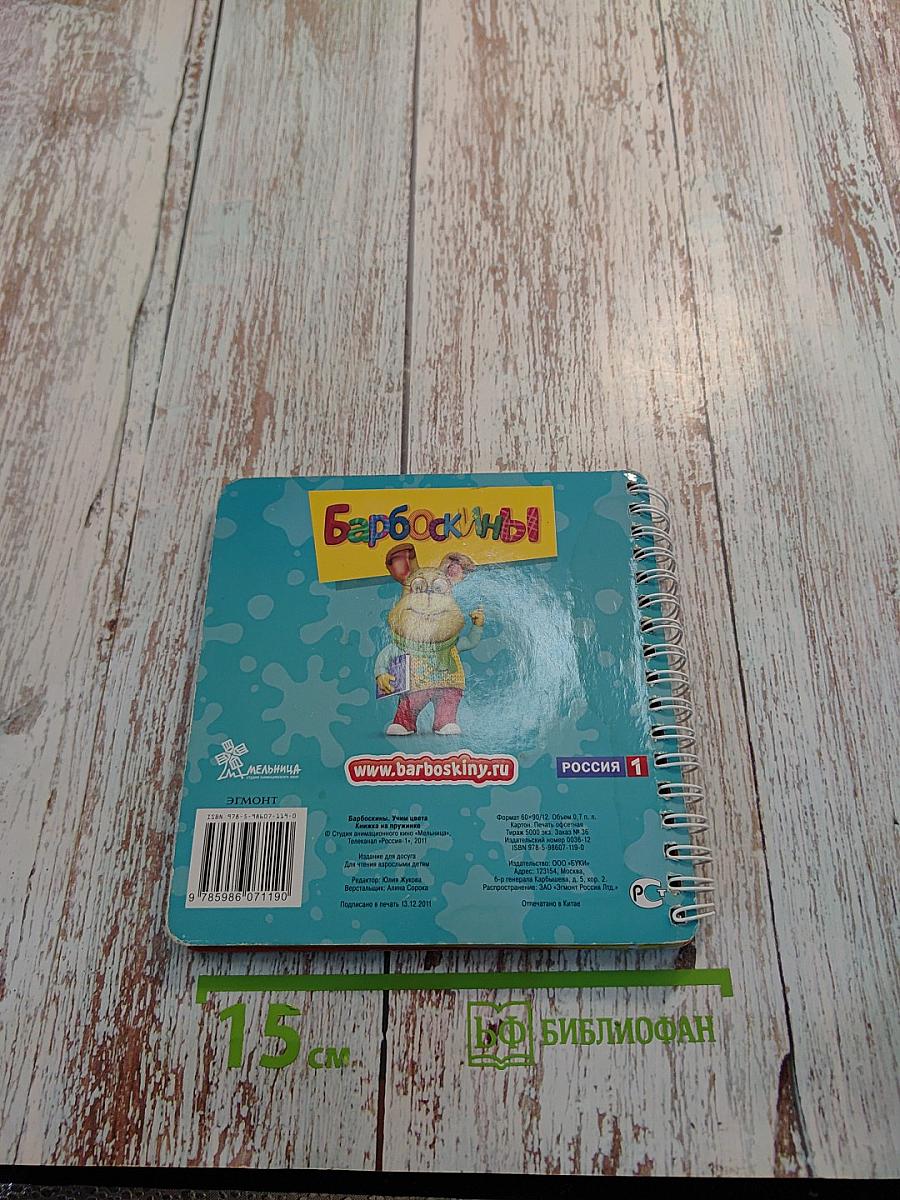 Барбоскины
МЕЛЬНИЦА
www.barboskiny.ru
РОССИЯ 1
ЭГМОНТ
ISBN 978-5-98607-119-0
9 785986 071190
Барбоскины. Учим цвета
Книжка на пружинке
© Студия анимационного кино «Мельница»,
Телеканал «Россия-1», 2011
Издание для досуга
Для чтения взрослыми детям
Редактор: Юлия Жукова
Верстальщик: Алина Сорока
Подписано в печать 13.12.2011
Формат 60×90/12. Объем 0,7 п. л.
Картон. Печать офсетная
Тираж 5000 экз. Заказ № 36
Издательский номер 0036-12
ISBN 978-5-98607-119-0
Издательство: ООО «БУКИ»
Адрес: 123154, Москва,
б-р генерала Карбышева, д. 5, кор. 2.
Распространение: ЗАО «Эгмонт Россия Лтд.»
Отпечатано в Китае
РСТ
15 см
БФ БИБЛИОФАН